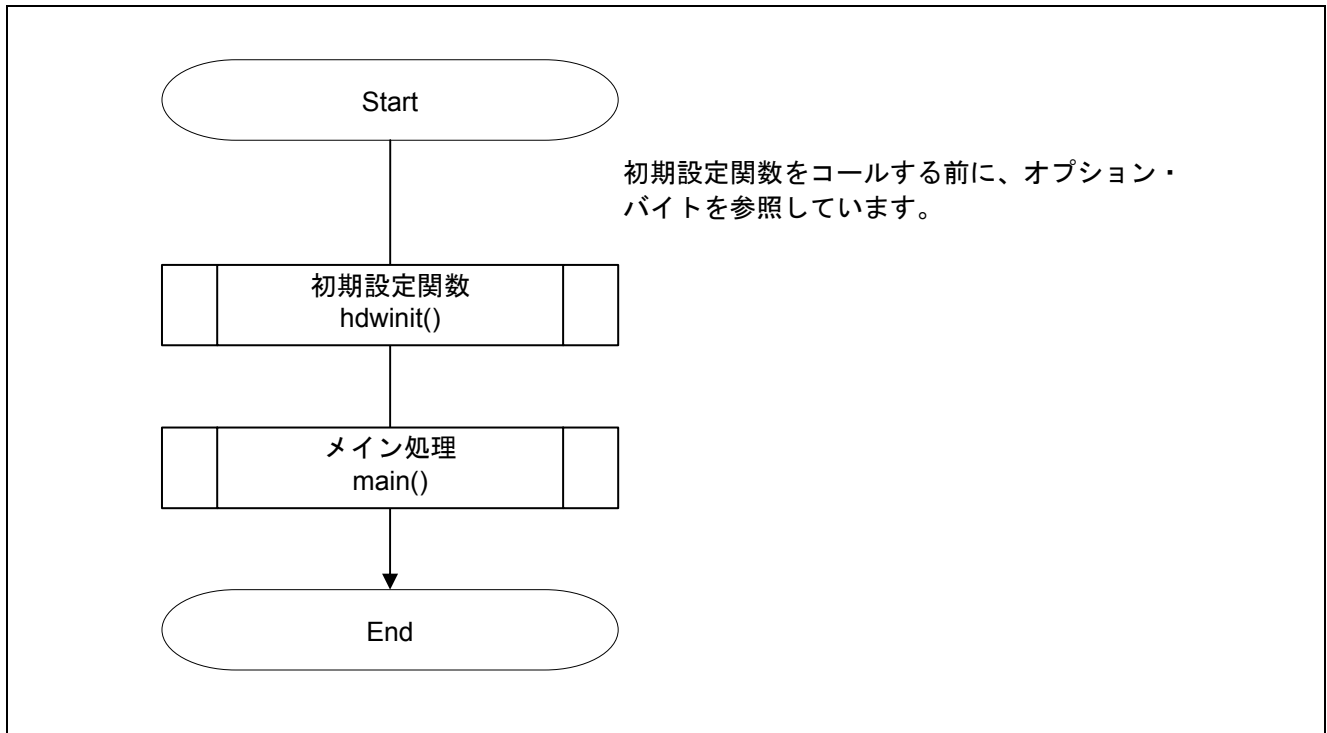 Start
初期設定関数をコールする前に、オプション・
バイトを参照しています。
初期設定関数
hdwinit()
メイン処理
main()
End